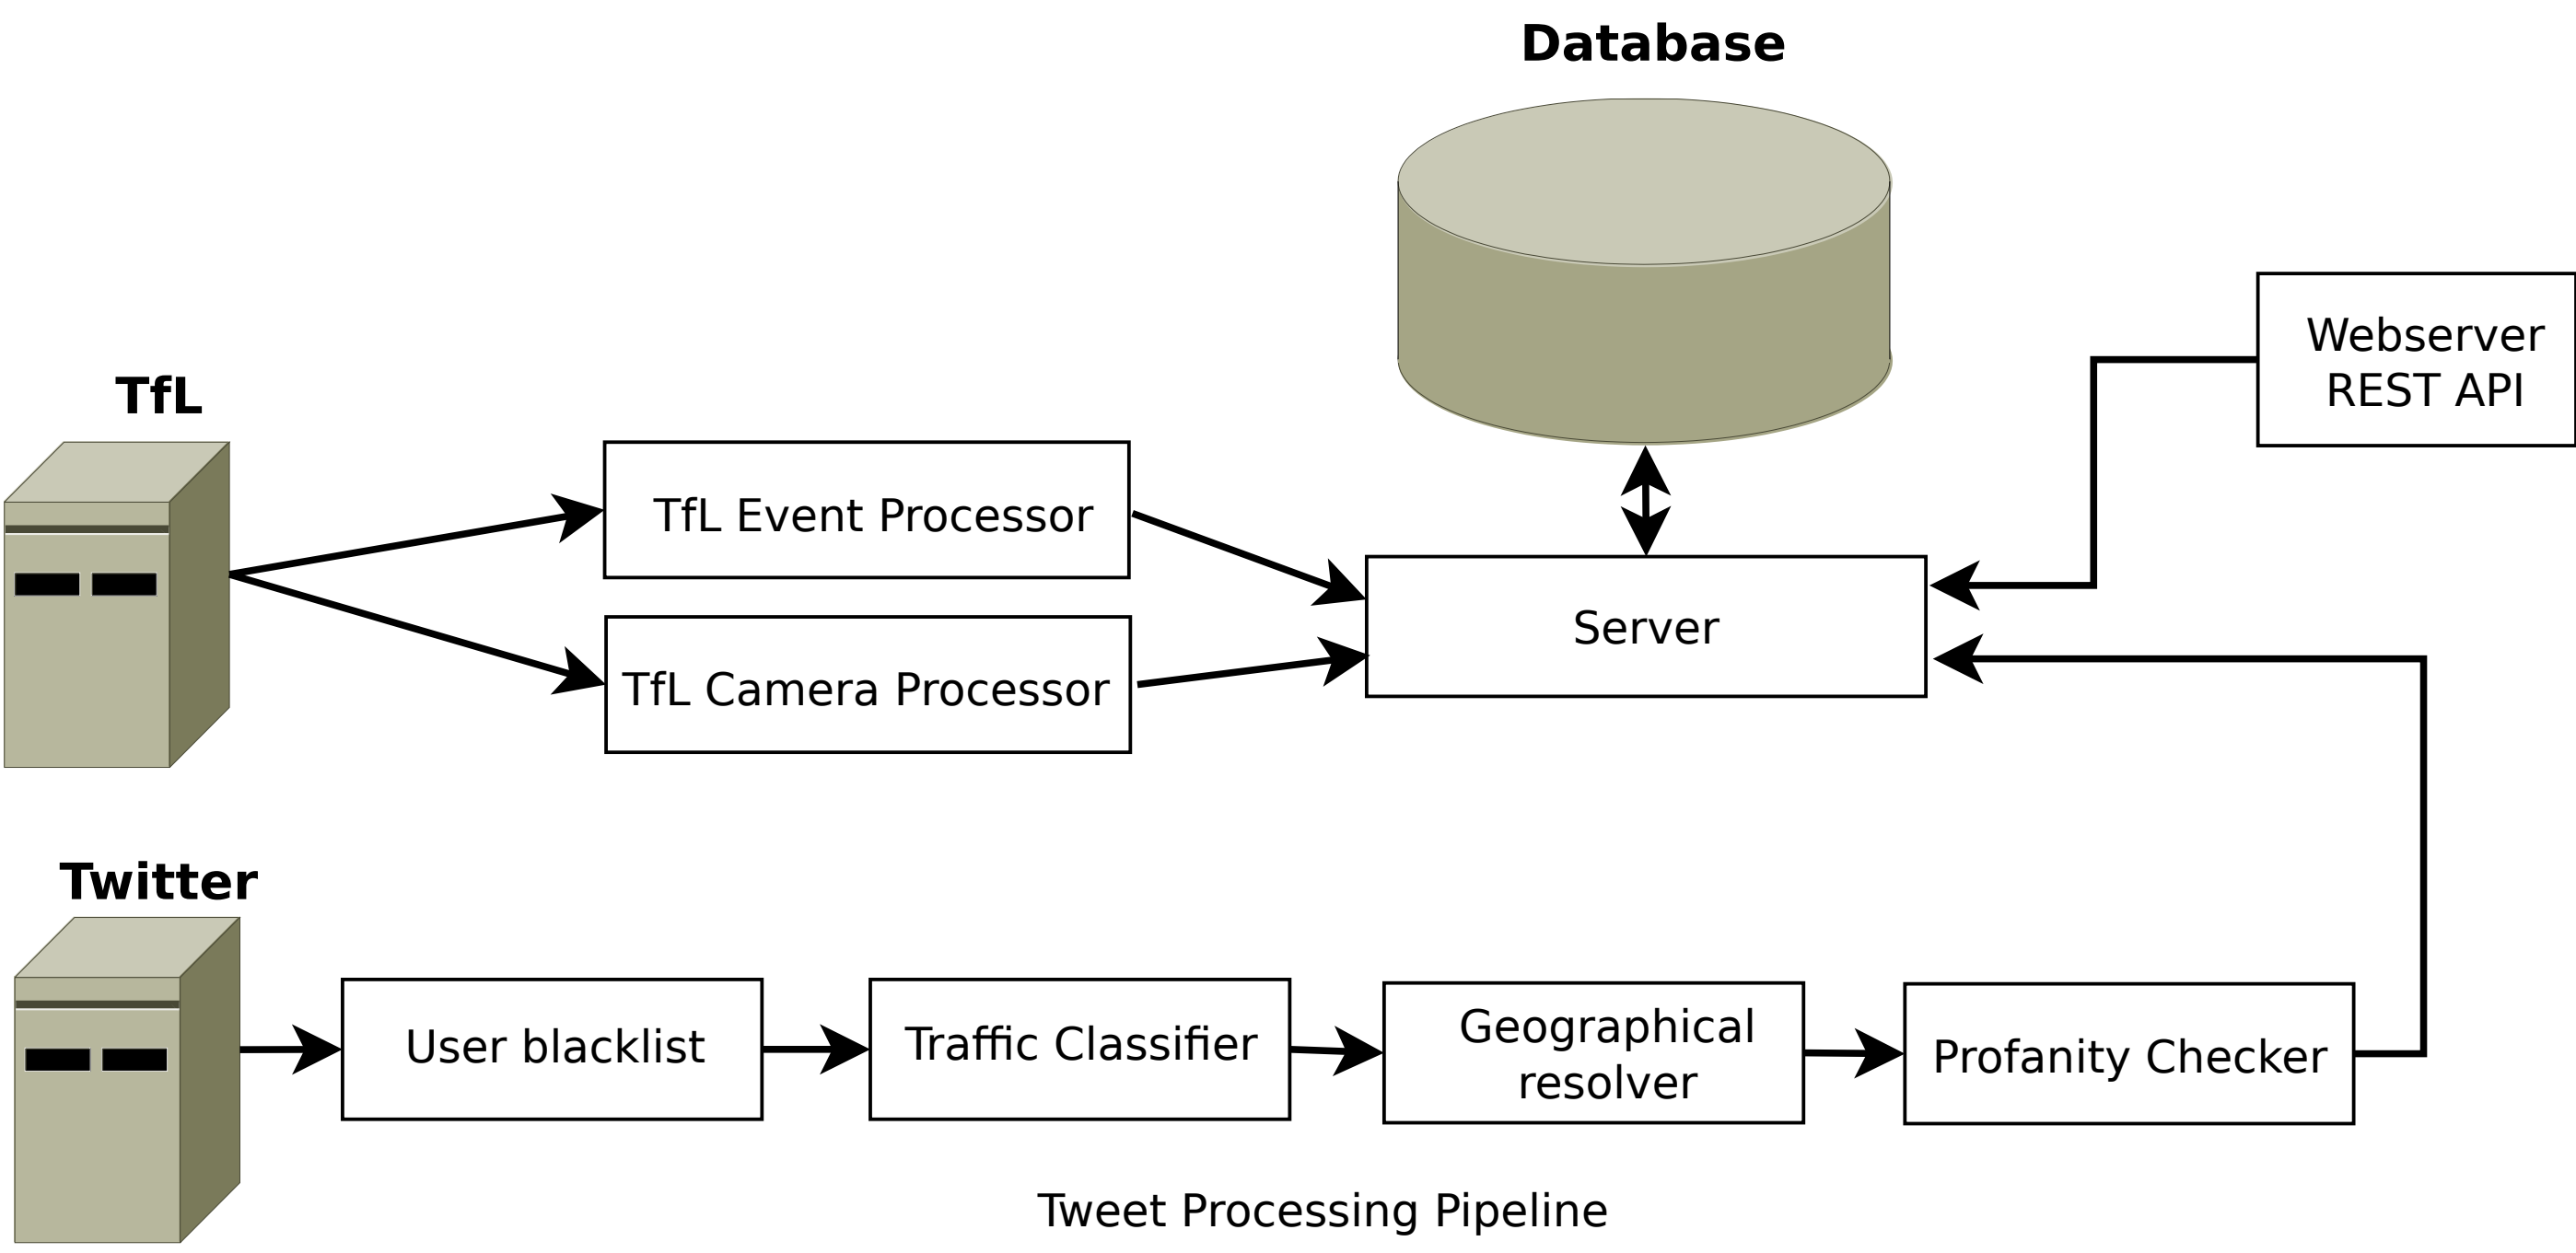 Database
Webserver
REST API
TfL
TfL Event Processor
Server
TfL Camera Processor
Twitter
User blacklist
Traffic Classifier
Geographical
resolver
Profanity Checker
Tweet Processing Pipeline